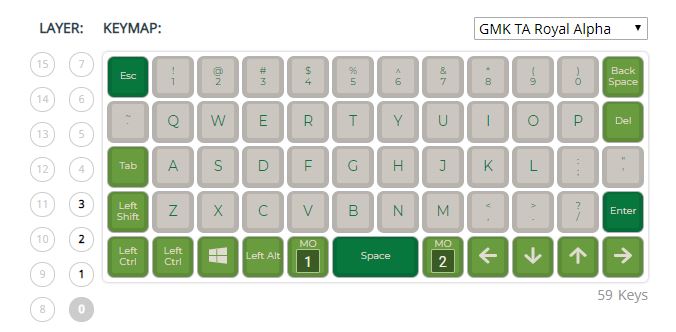 LAYER: KEYMAP: GMK TA Royal Alpha
15 7
14 6
13 5
12 4
11 3
10 2
9 1
8 0
Esc ! @ # $ % ^ & * ( ) Back
1 2 3 4 5 6 7 8 9 0 Space
~ Q W E R T Y U I O P Del
`
Tab A S D F G H J K L : "
; '
Left Z X C V B N M < > ? Enter
Shift , . /
Left Left Left Alt MO Space MO ← ↓ ↑ →
Ctrl Ctrl 1 2
59 Keys